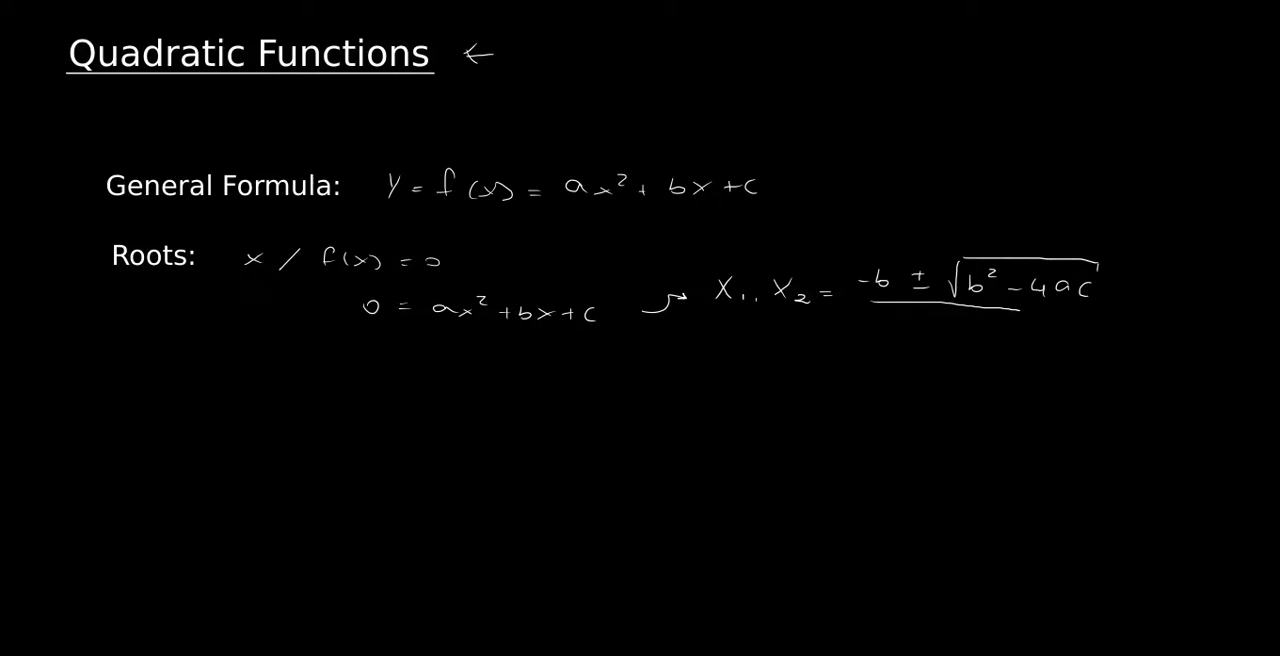 Quadratic Functions ←
General Formula: y = f(x) = ax² + bx + c
Roots: x / f(x) = 0
0 = ax² + bx + c → X₁, X₂ = -b ± √b² - 4ac